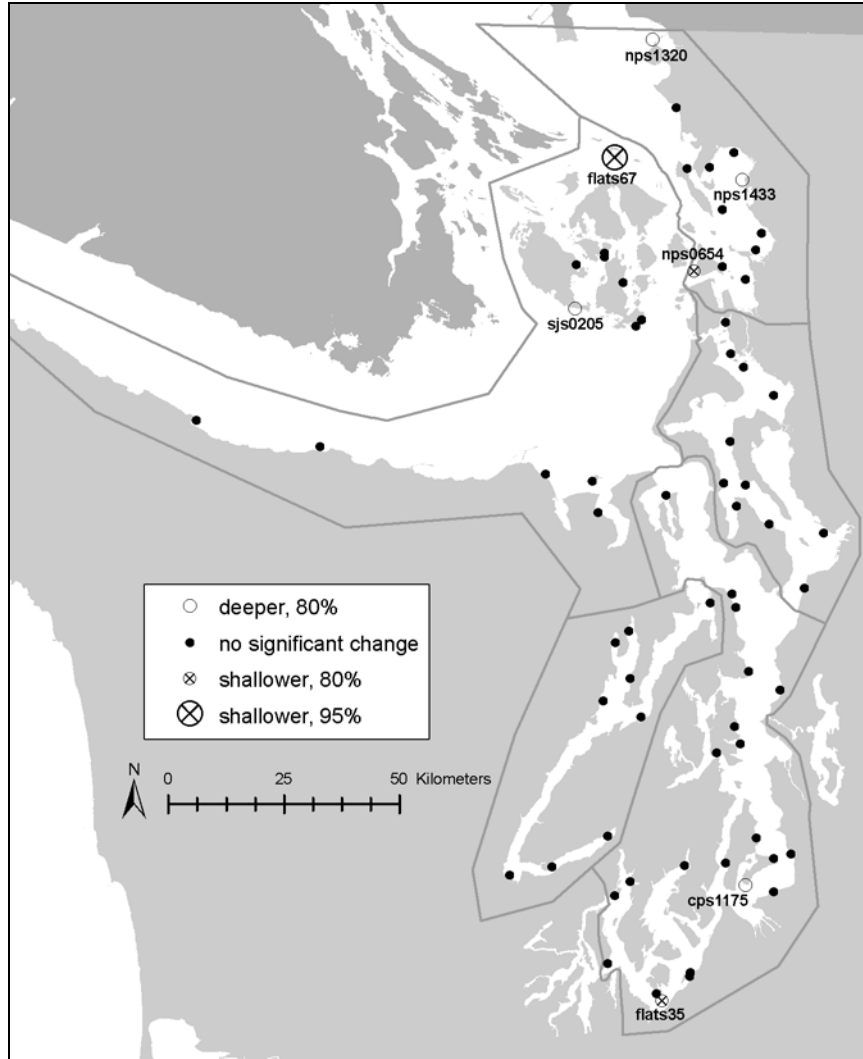 nps1320
flats67
nps1433
nps0654
sjs0205
deeper, 80%
no significant change
shallower, 80%
shallower, 95%
N
0 25 50 Kilometers
cps1175
flats35